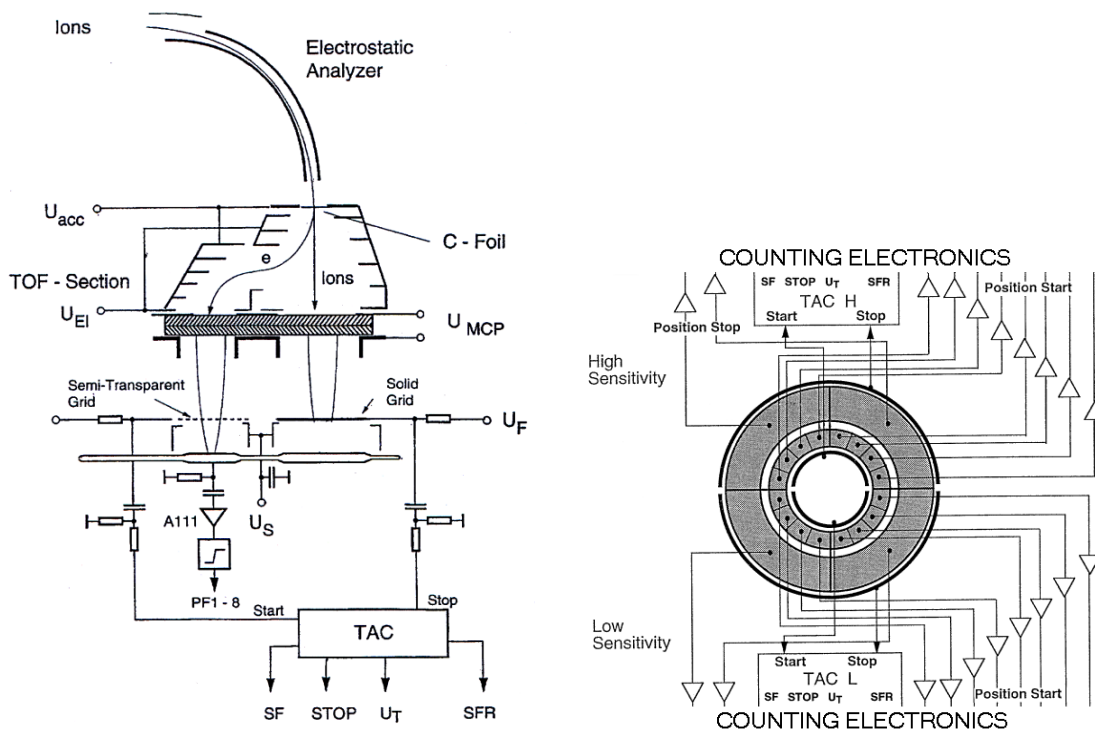 Ions
Electrostatic
Analyzer
U_acc
C - Foil
e
Ions
TOF - Section
U_El
U_MCP
Semi-Transparent
Grid
Solid
Grid
U_F
A111
U_S
PF1 - 8
Start
Stop
TAC
SF
STOP
U_T
SFR
COUNTING ELECTRONICS
SF STOP U_T SFR
TAC H
Start Stop
Position Start
Position Stop
High
Sensitivity
Low
Sensitivity
Start Stop
TAC L
SF STOP U_T SFR
Position Start
COUNTING ELECTRONICS